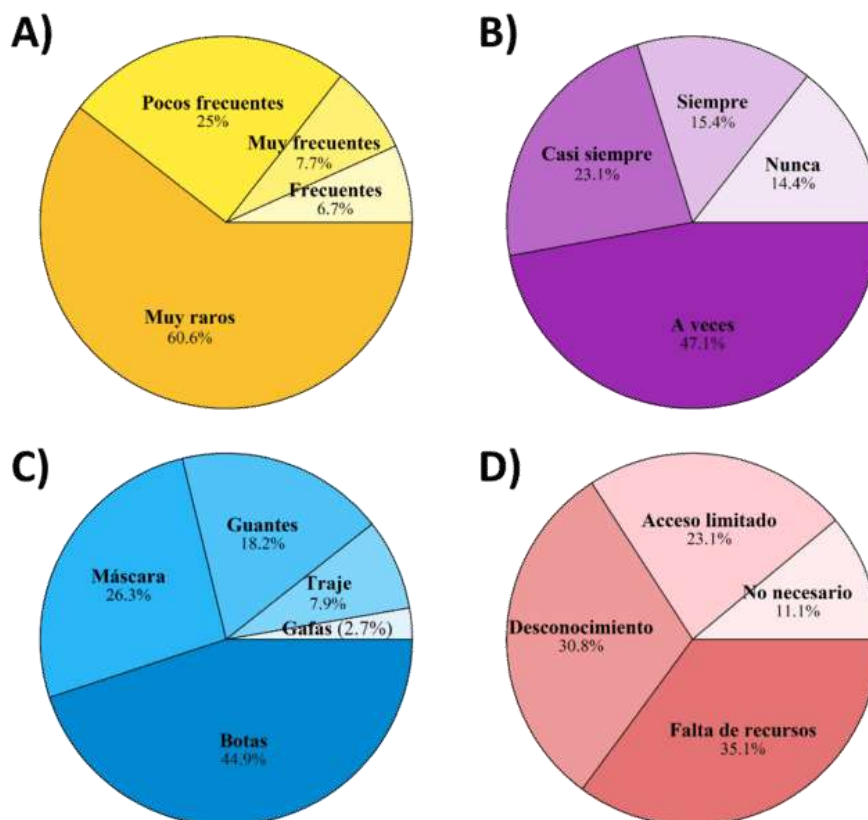 A)
Pocos frecuentes
25%
Muy frecuentes
7.7%
Frecuentes
6.7%
Muy raros
60.6%
B)
Siempre
15.4%
Casi siempre
23.1%
Nunca
14.4%
A veces
47.1%
C)
Guantes
18.2%
Máscara
26.3%
Traje
7.9%
Gafas (2.7%)
Botas
44.9%
D)
Acceso limitado
23.1%
No necesario
11.1%
Desconocimiento
30.8%
Falta de recursos
35.1%